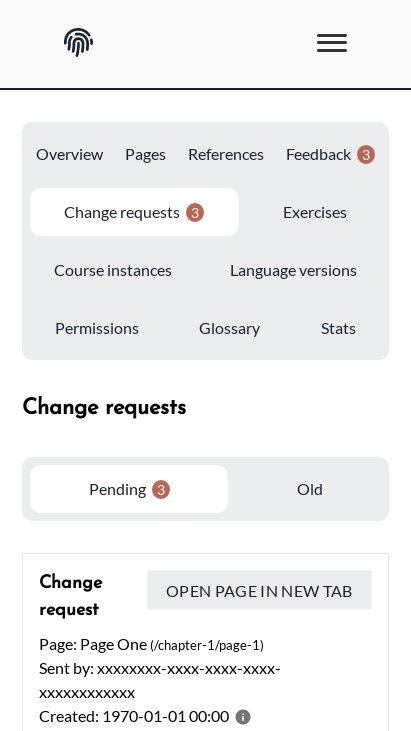 Overview Pages References Feedback 3
Change requests 3 Exercises
Course instances Language versions
Permissions Glossary Stats
Change requests
Pending 3 Old
Change
request
OPEN PAGE IN NEW TAB
Page: Page One (/chapter-1/page-1)
Sent by: xxxxxxxx-xxxx-xxxx-xxxx-
xxxxxxxxxxxx
Created: 1970-01-01 00:00